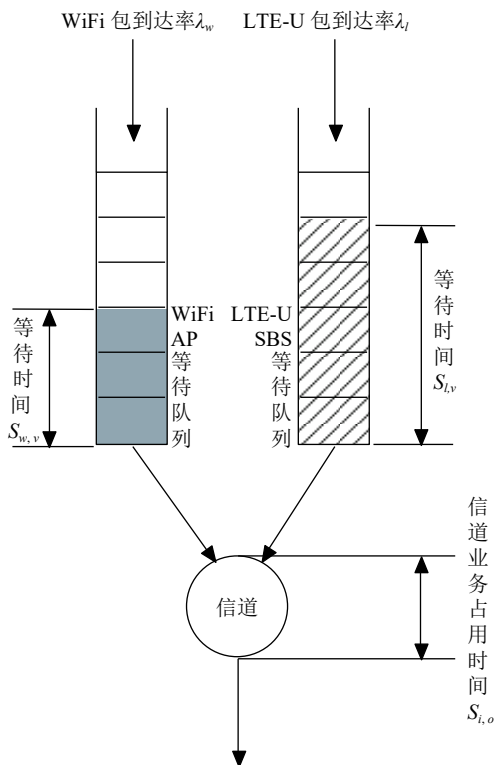 WiFi 包到达率λw
LTE-U 包到达率λl
WiFi
AP
等
待
队
列
LTE-U
SBS
等
待
队
列
等
待
时
间
Sw, v
等
待
时
间
Sl,v
信道
信
道
业
务
占
用
时
间
Si, o